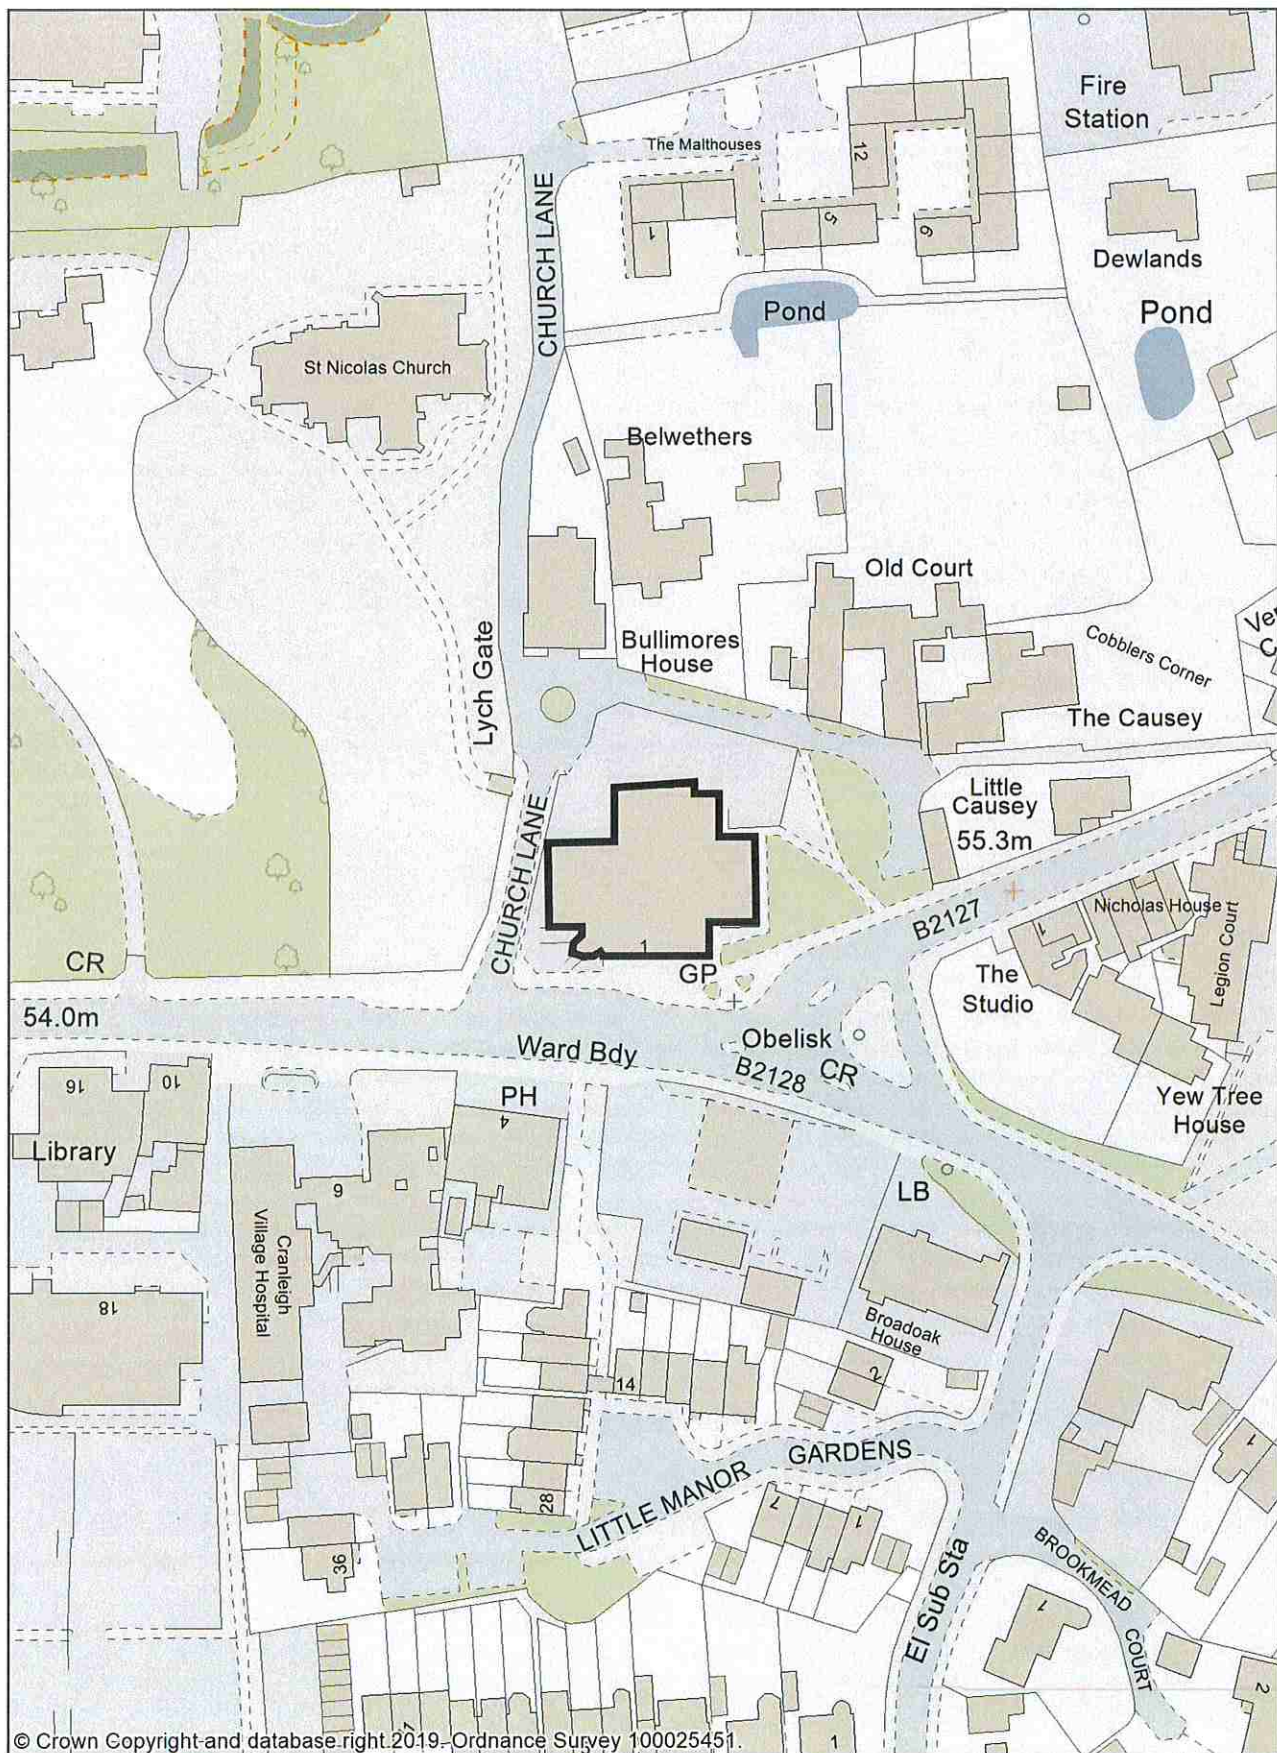 Fire
Station
The Malthouses
12
CHURCH LANE
1
5
6
Dewlands
Pond
Pond
St Nicolas Church
Belwethers
Old Court
Lych Gate
Bullimores
House
Cobblers Corner
The Causey
Little
Causey
55.3m
CHURCH LANE
1
B2127
Nicholas House
1
Legion Court
CR
GP
The
Studio
54.0m
Ward Bdy
Obelisk
B2128
CR
Yew Tree
House
16
10
PH
4
Library
LB
9
Cranleigh
Village Hospital
18
Broadoak
House
2
14
GARDENS
LITTLE MANOR
28
7
1
1
36
El Sub Sta
BROOKMEAD
COURT
1
2
1
© Crown Copyright and database right 2019. Ordnance Survey 100025451.